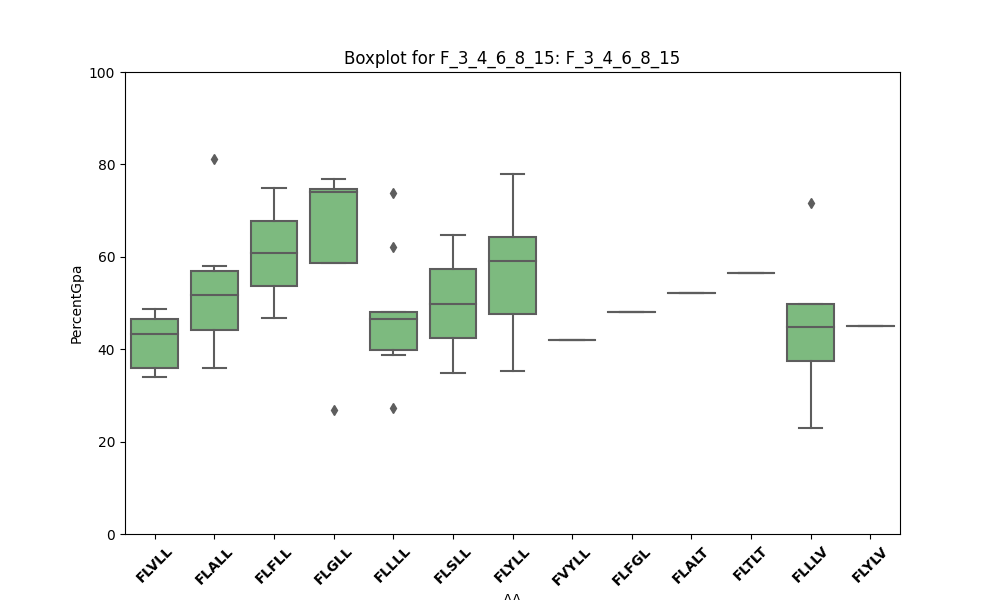 Boxplot for F_3_4_6_8_15: F_3_4_6_8_15
100
80
60
40
20
0
PercentGpa
FLVLL
FLALL
FLFLL
FLGLL
FLLLL
FLSLL
FLYLL
FVYLL
FLFGL
FLALT
FLTLT
FLLLV
FLYLV
AA